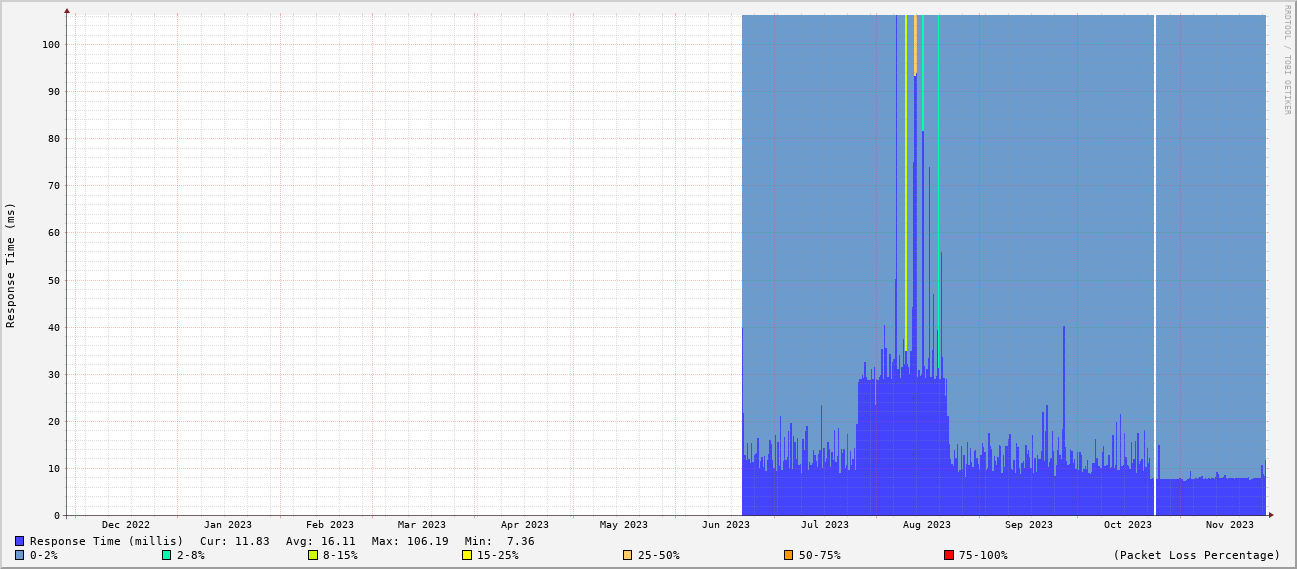 RRDTOOL / TOBI OETIKER
Response Time (ms)
100
90
80
70
60
50
40
30
20
10
0
Dec 2022 Jan 2023 Feb 2023 Mar 2023 Apr 2023 May 2023 Jun 2023 Jul 2023 Aug 2023 Sep 2023 Oct 2023 Nov 2023
Response Time (millis) Cur: 11.83 Avg: 16.11 Max: 106.19 Min: 7.36
0-2% 2-8% 8-15% 15-25% 25-50% 50-75% 75-100% (Packet Loss Percentage)